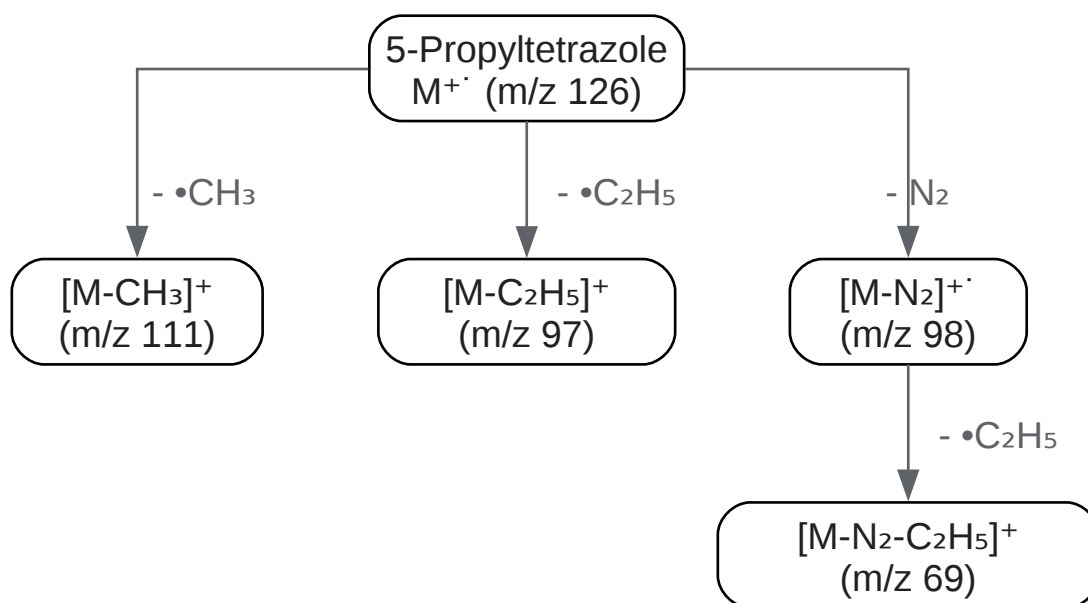 5-Propyltetrazole
M⁺˙ (m/z 126)
- •CH₃
- •C₂H₅
- N₂
[M-CH₃]⁺
(m/z 111)
[M-C₂H₅]⁺
(m/z 97)
[M-N₂]⁺˙
(m/z 98)
- •C₂H₅
[M-N₂-C₂H₅]⁺
(m/z 69)